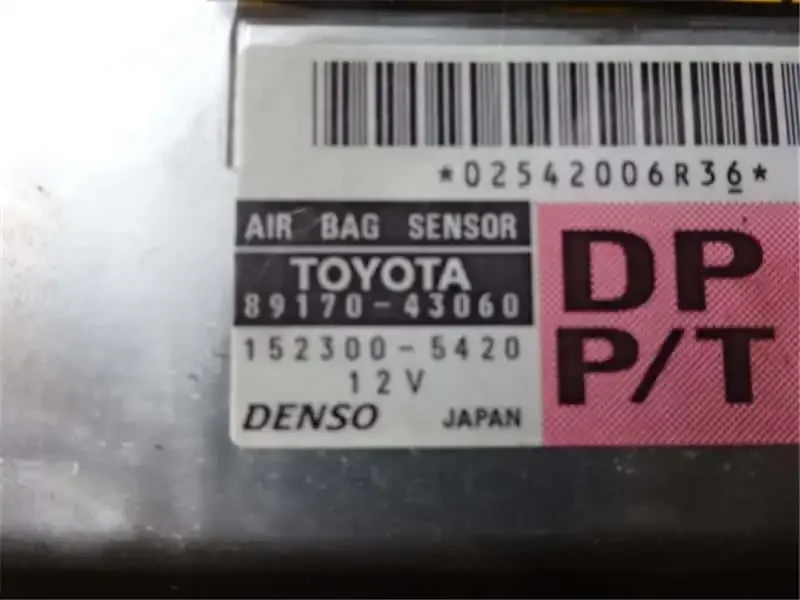 *02542006R36*
AIR BAG SENSOR
TOYOTA
89170-43060
152300-5420
12V
DENSO JAPAN
DP
P/T